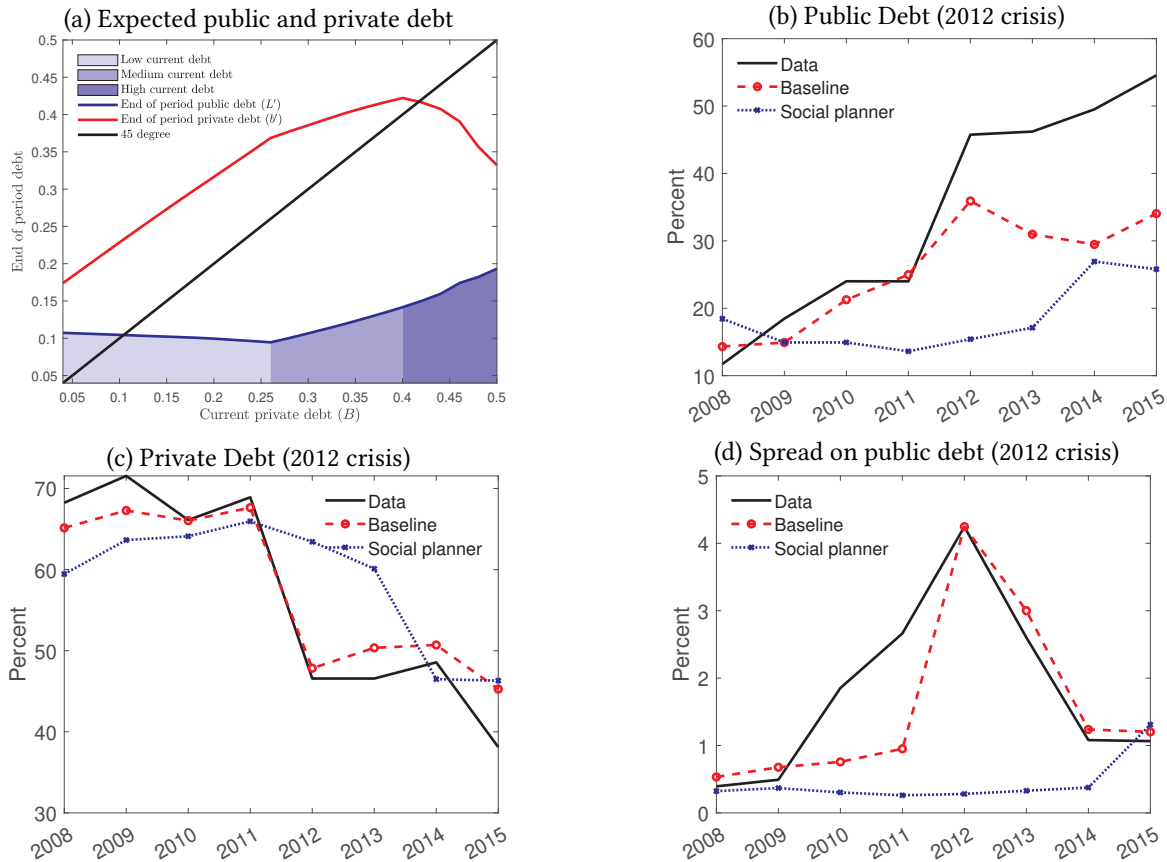 (a) Expected public and private debt
0.5
0.45
0.4
0.35
0.3
0.25
0.2
0.15
0.1
0.05
End of period debt
Low current debt
Medium current debt
High current debt
End of period public debt (L′)
End of period private debt (b′)
45 degree
0.05 0.1 0.15 0.2 0.25 0.3 0.35 0.4 0.45 0.5
Current private debt (B)
(b) Public Debt (2012 crisis)
60
50
40
30
20
10
Percent
Data
Baseline
Social planner
2008 2009 2010 2011 2012 2013 2014 2015
(c) Private Debt (2012 crisis)
70
60
50
40
30
Percent
Data
Baseline
Social planner
2008 2009 2010 2011 2012 2013 2014 2015
(d) Spread on public debt (2012 crisis)
5
4
3
2
1
0
Percent
Data
Baseline
Social planner
2008 2009 2010 2011 2012 2013 2014 2015